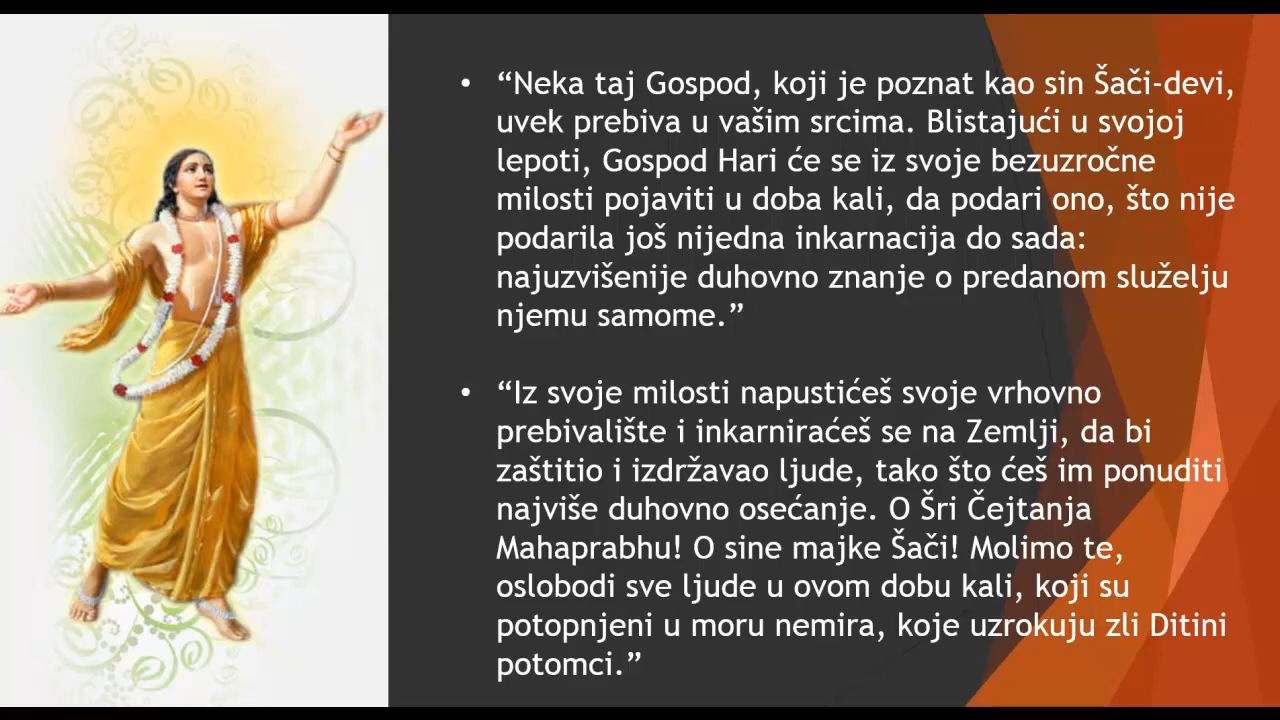 • “Neka taj Gospod, koji je poznat kao sin Šači-devi,
uvek prebiva u vašim srcima. Blistajući u svojoj
lepoti, Gospod Hari će se iz svoje bezuzročne
milosti pojaviti u doba kali, da podari ono, što nije
podarila još nijedna inkarnacija do sada:
najuzvišenije duhovno znanje o predanom služelju
njemu samome.”
• “Iz svoje milosti napustićeš svoje vrhovno
prebivalište i inkarniraćeš se na Zemlji, da bi
zaštitio i izdržavao ljude, tako što ćeš im ponuditi
najviše duhovno osećanje. O Šri Čejtanja
Mahaprabhu! O sine majke Šači! Molimo te,
oslobodi sve ljude u ovom dobu kali, koji su
potopnjeni u moru nemira, koje uzrokuju zli Ditini
potomci.”